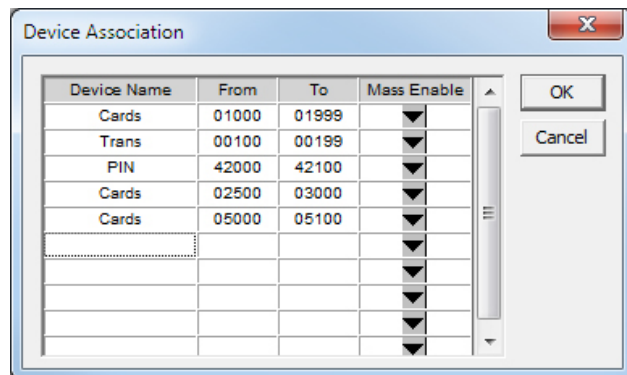 Device Association
Device Name From To Mass Enable
Cards 01000 01999
Trans 00100 00199
PIN 42000 42100
Cards 02500 03000
Cards 05000 05100
OK
Cancel